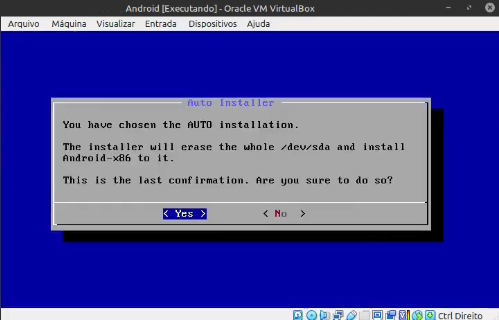 Android [Executando] - Oracle VM VirtualBox
Arquivo Máquina Visualizar Entrada Dispositivos Ajuda
Auto Installer
You have chosen the AUTO installation.
The installer will erase the whole /dev/sda and install
Android-x86 to it.
This is the last confirmation. Are you sure to do so?
< Yes > < No >
Ctrl Direito